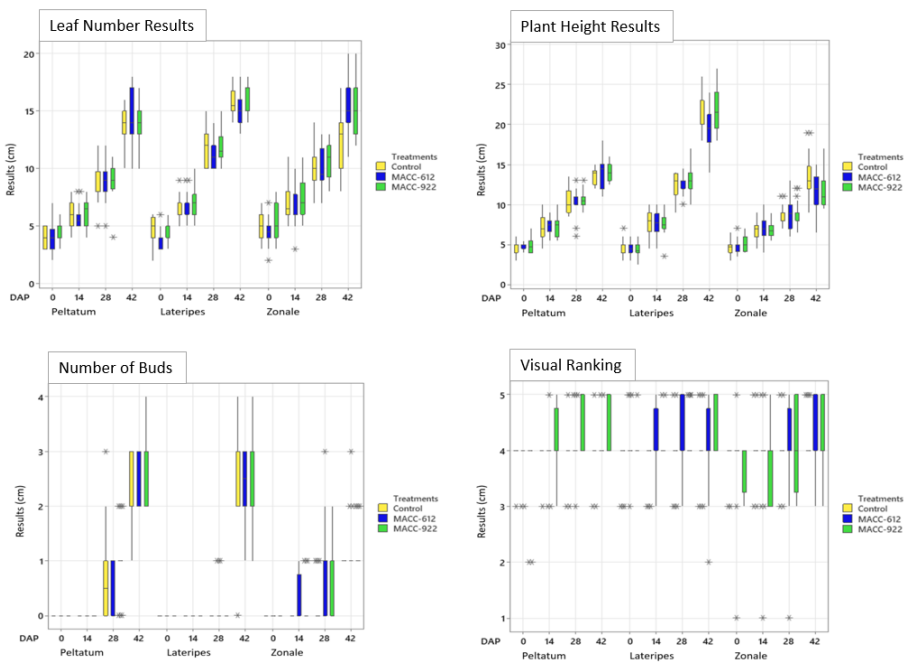 Leaf Number Results
20
15
10
5
0
Results (cm)
DAP 0 14 28 42 0 14 28 42 0 14 28 42
Peltatum Lateripes Zonale
Treatments
Control
MACC-612
MACC-922
Plant Height Results
30
25
20
15
10
5
0
Results (cm)
DAP 0 14 28 42 0 14 28 42 0 14 28 42
Peltatum Lateripes Zonale
Treatments
Control
MACC-612
MACC-922
Number of Buds
4
3
2
1
0
Results (cm)
DAP 0 14 28 42 0 14 28 42 0 14 28 42
Peltatum Lateripes Zonale
Treatments
Control
MACC-612
MACC-922
Visual Ranking
5
4
3
2
1
Results (cm)
DAP 0 14 28 42 0 14 28 42 0 14 28 42
Peltatum Lateripes Zonale
Treatments
Control
MACC-612
MACC-922